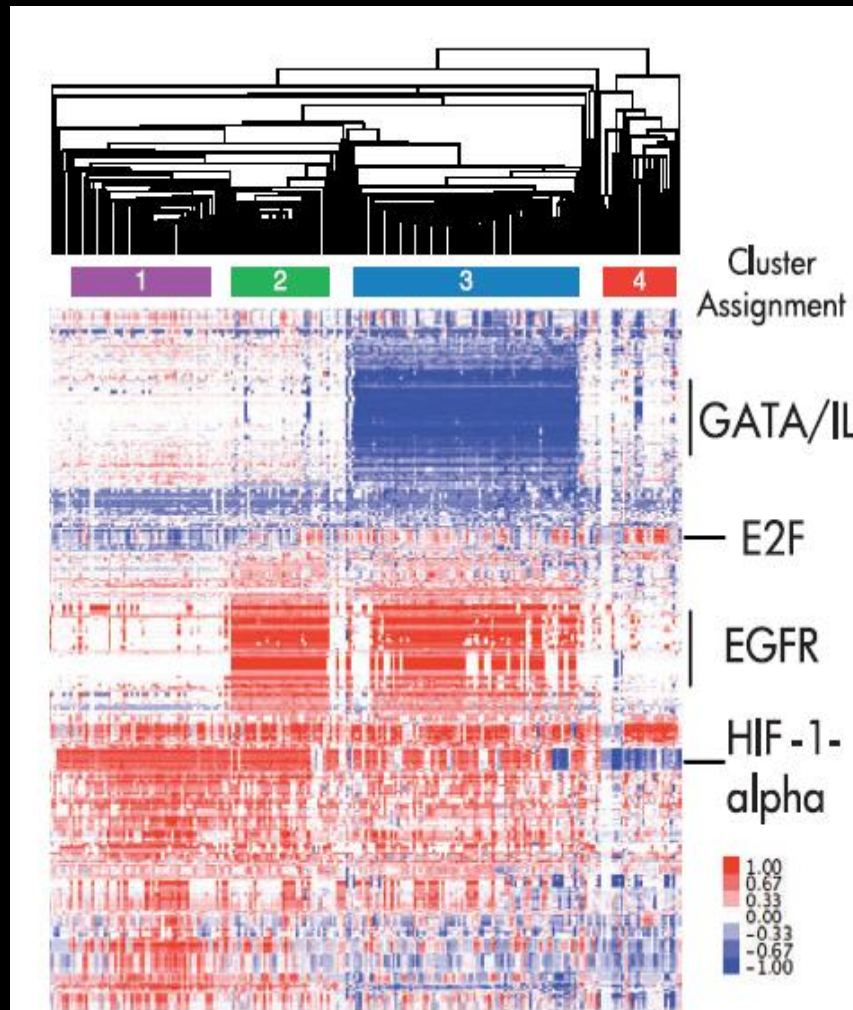 1 2 3 4
Cluster
Assignment
GATA/IL
E2F
EGFR
HIF-1-
alpha
1.00
0.67
0.33
0.00
-0.33
-0.67
-1.00